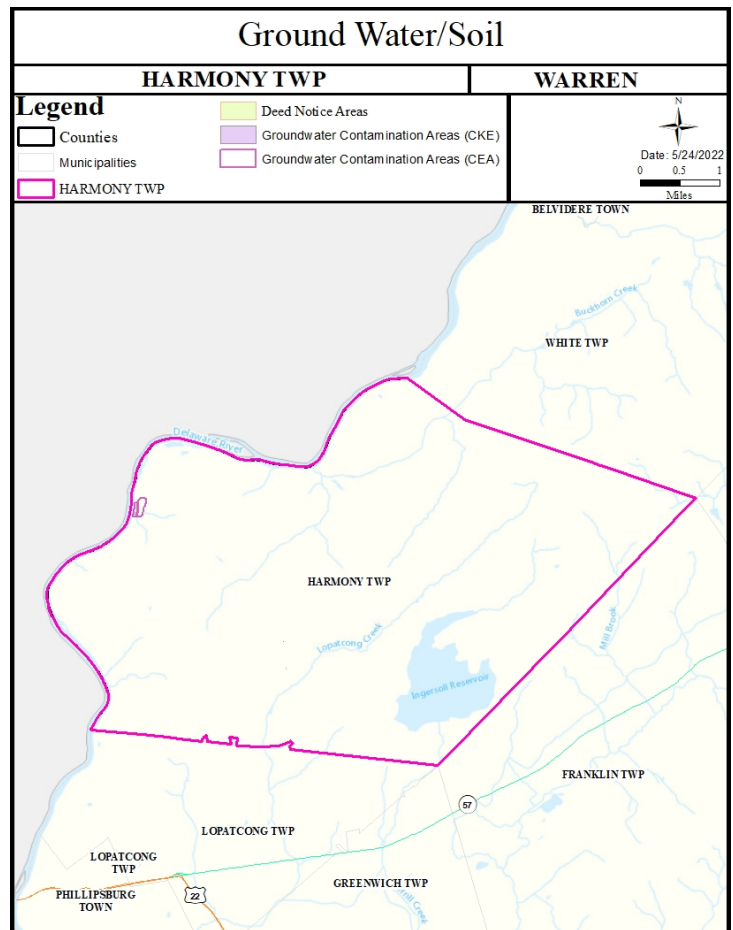 Ground Water/Soil
HARMONY TWP
WARREN
Legend
Counties
Municipalities
HARMONY TWP
Deed Notice Areas
Groundwater Contamination Areas (CKE)
Groundwater Contamination Areas (CEA)
N
Date: 5/24/2022
0 0.5 1
Miles
BELVIDERE TOWN
Buckhorn Creek
WHITE TWP
Delaware River
HARMONY TWP
Lopatcong Creek
Mill Brook
Ingersoll Reservoir
FRANKLIN TWP
57
LOPATCONG TWP
LOPATCONG
TWP
GREENWICH TWP
PHILLIPSBURG
TOWN
22
Creek